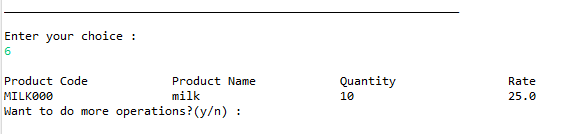 Enter your choice :
6
Product Code Product Name Quantity Rate
MILK000 milk 10 25.0
Want to do more operations?(y/n) :